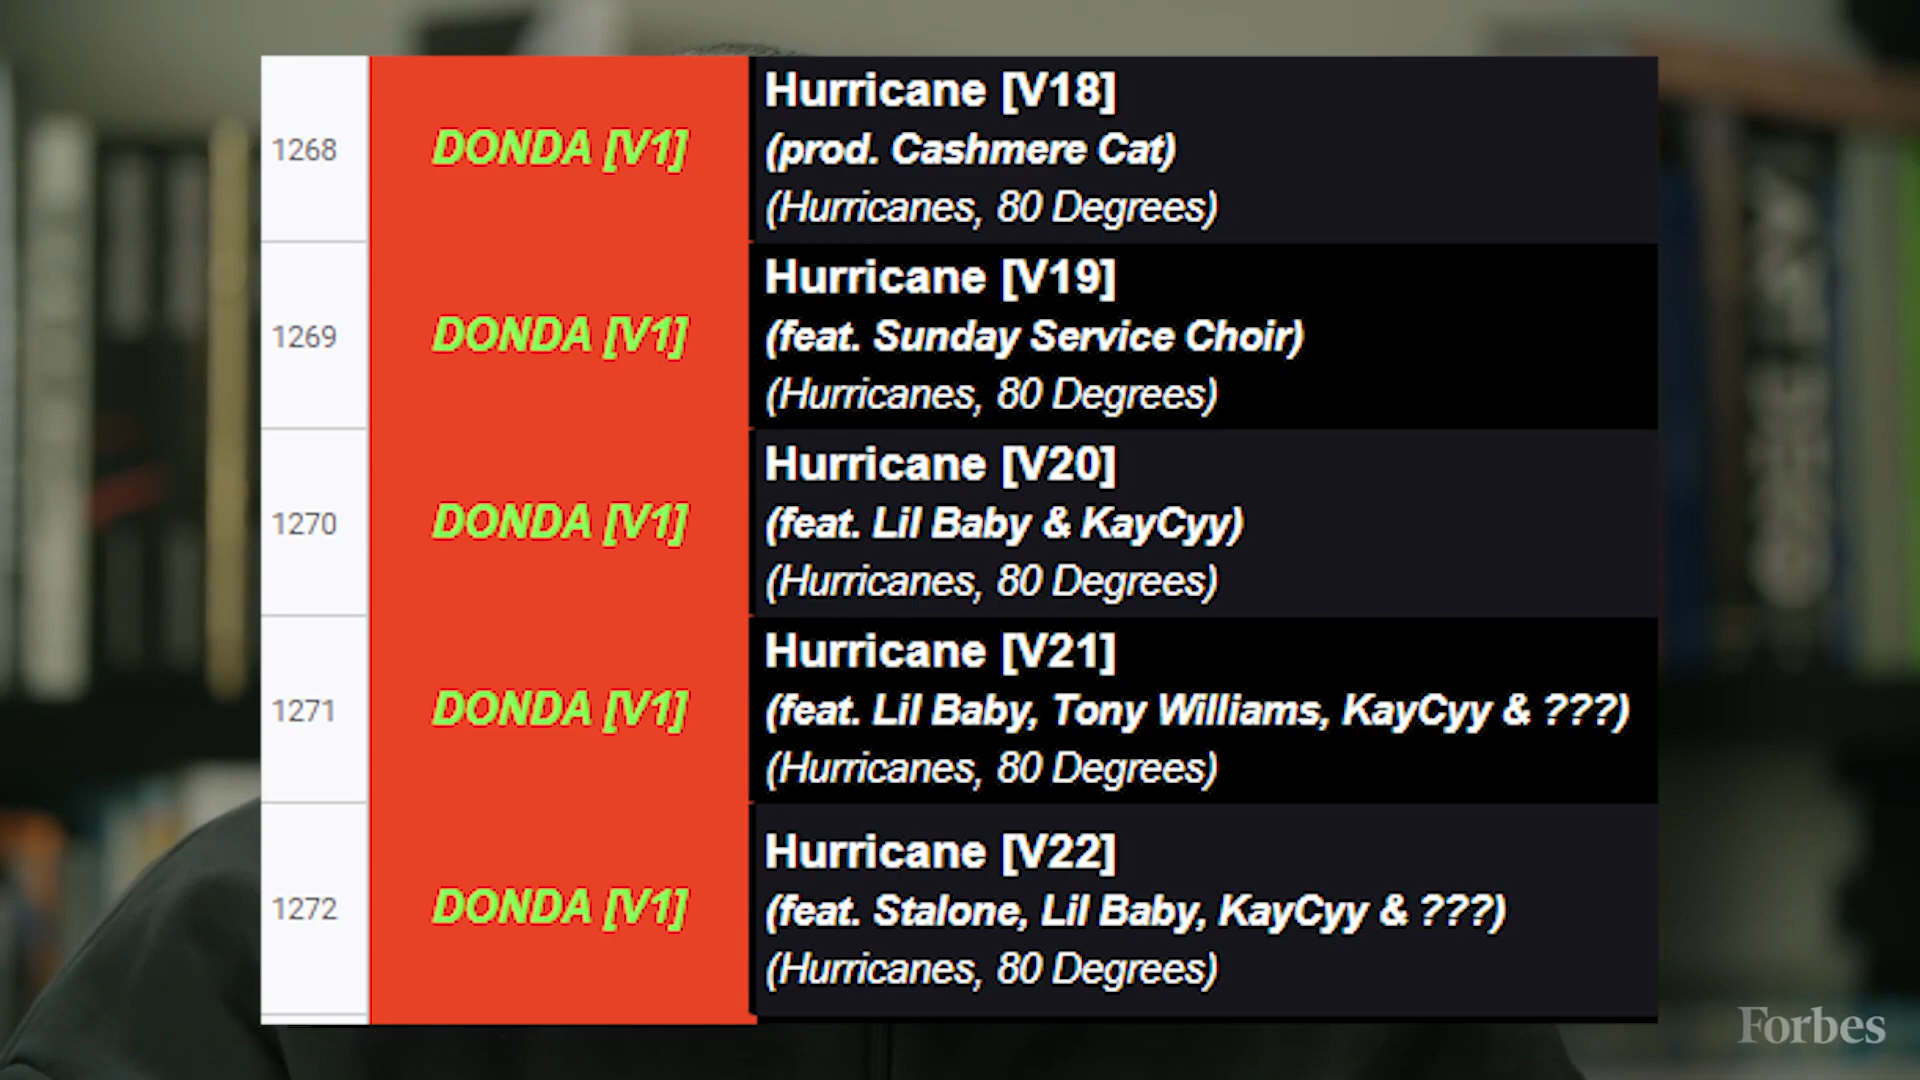 1268
DONDA [V1]
Hurricane [V18]
(prod. Cashmere Cat)
(Hurricanes, 80 Degrees)
1269
DONDA [V1]
Hurricane [V19]
(feat. Sunday Service Choir)
(Hurricanes, 80 Degrees)
1270
DONDA [V1]
Hurricane [V20]
(feat. Lil Baby & KayCyy)
(Hurricanes, 80 Degrees)
1271
DONDA [V1]
Hurricane [V21]
(feat. Lil Baby, Tony Williams, KayCyy & ???)
(Hurricanes, 80 Degrees)
1272
DONDA [V1]
Hurricane [V22]
(feat. Stalone, Lil Baby, KayCyy & ???)
(Hurricanes, 80 Degrees)
Forbes